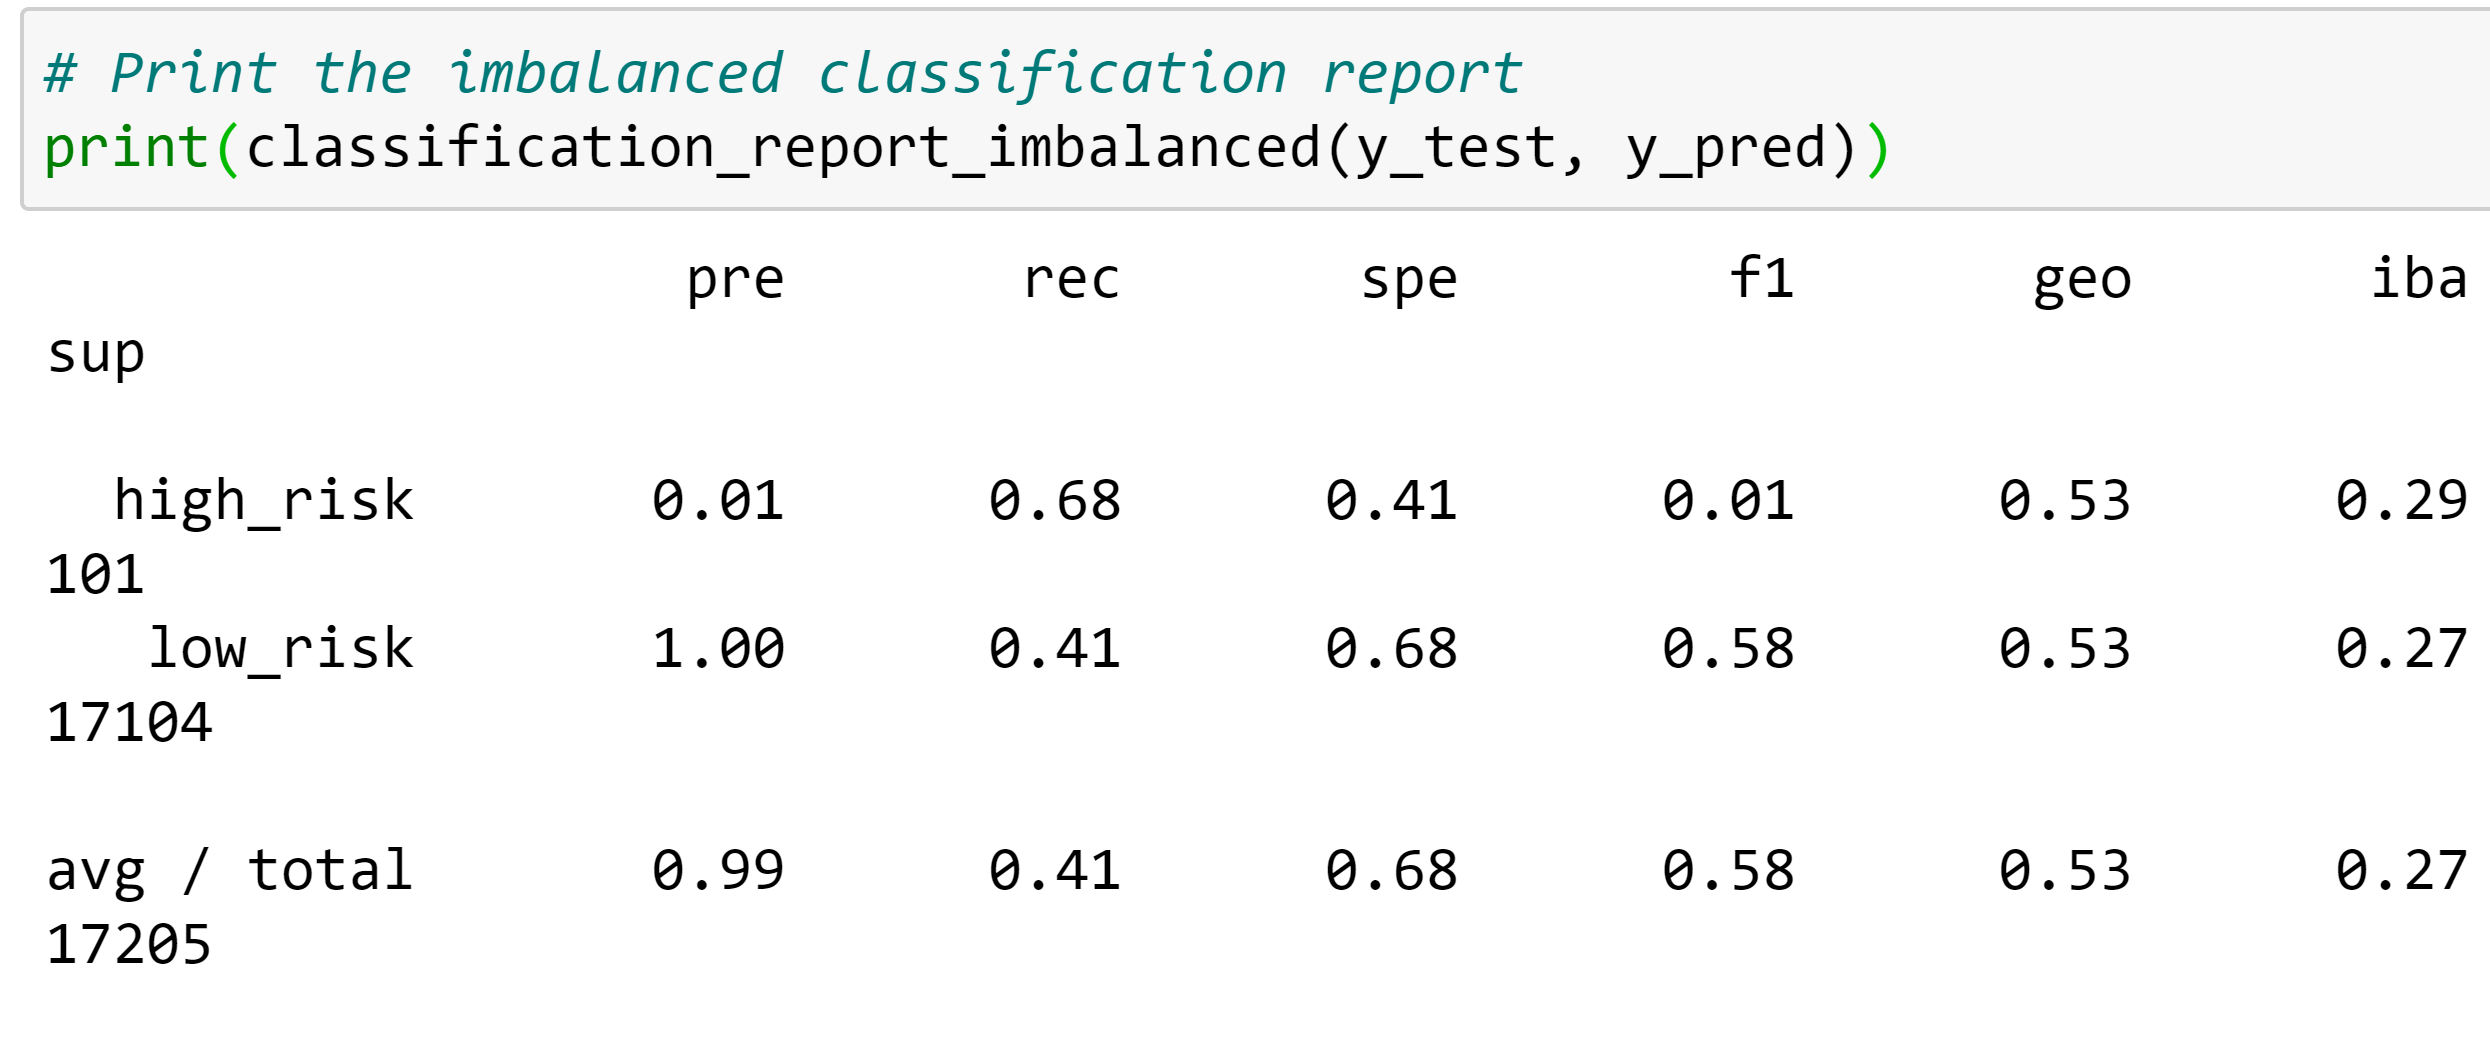 # Print the imbalanced classification report
print(classification_report_imbalanced(y_test, y_pred))
pre rec spe f1 geo iba
sup
high_risk 0.01 0.68 0.41 0.01 0.53 0.29
101
low_risk 1.00 0.41 0.68 0.58 0.53 0.27
17104
avg / total 0.99 0.41 0.68 0.58 0.53 0.27
17205